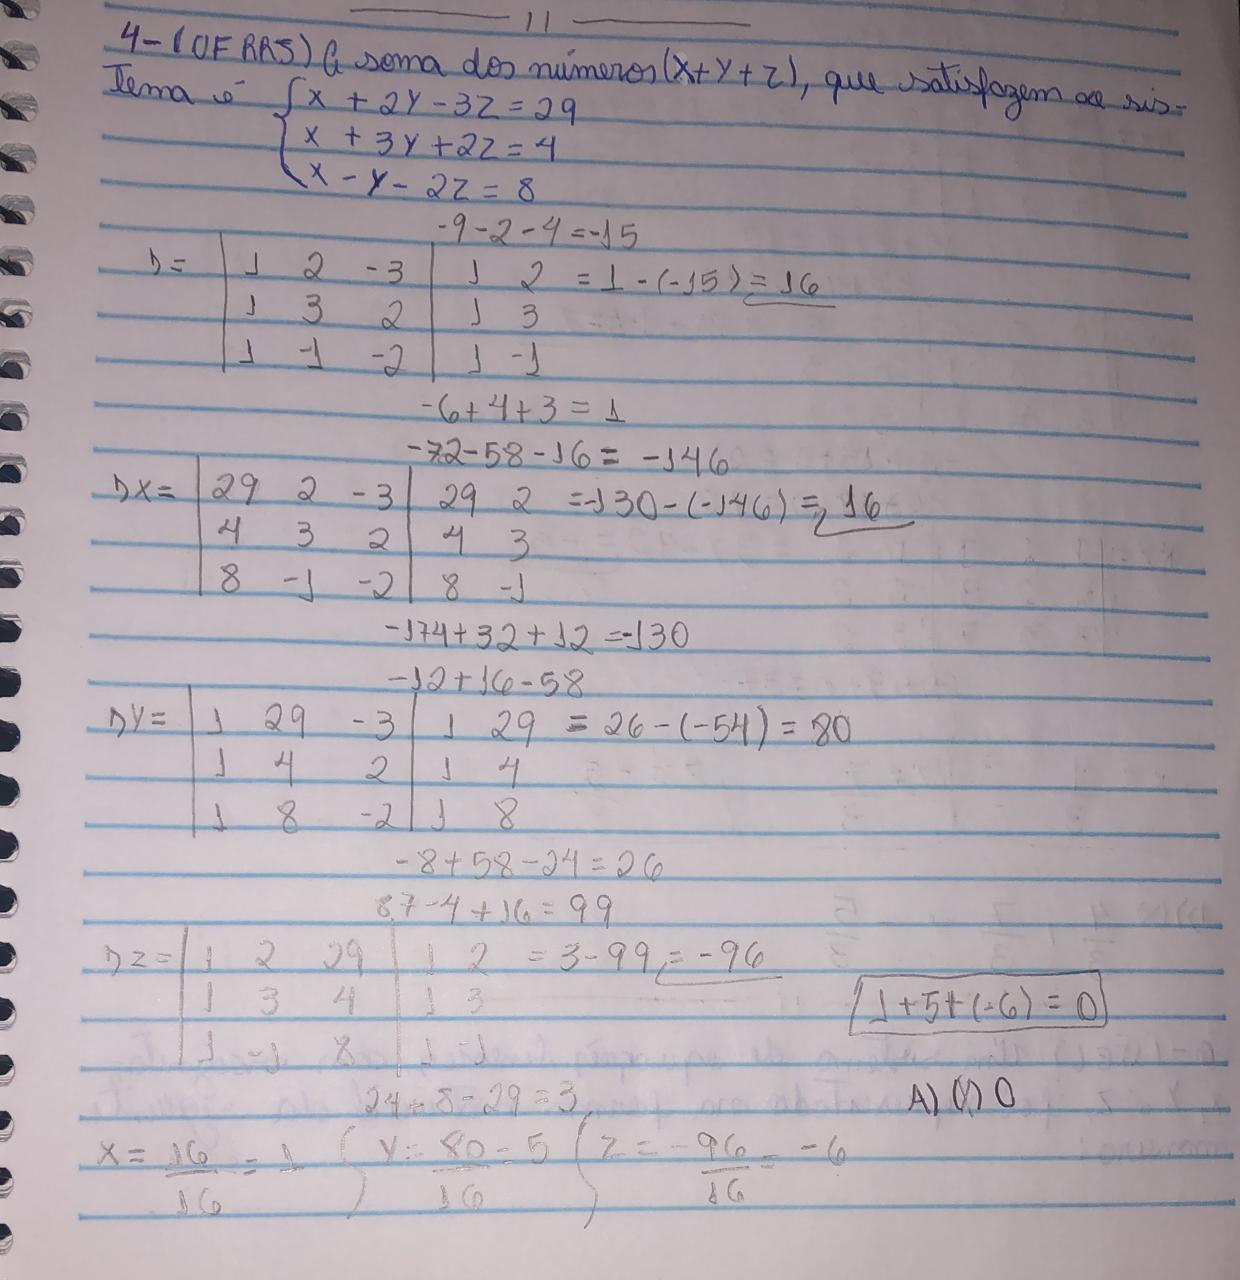 11
4-(UFRRS) A soma dos números (x+y+z), que satisfazem ao sis-
tema é { x + 2y - 3z = 29
x + 3y + 2z = 4
x - y - 2z = 8
-9-2-4=-15
D= | 1 2 -3 | 1 2 = 1-(-15) = 16
1 3 2 | 1 3
1 -1 -2 | 1 -1
-6+4+3=1
-72-58-16= -146
Dx= | 29 2 -3 | 29 2 =-130-(-146) = 16
4 3 2 | 4 3
8 -1 -2 | 8 -1
-174+32+12=-130
-12+16-58
Dy= | 1 29 -3 | 1 29 = 26-(-54) = 80
1 4 2 | 1 4
1 8 -2 | 1 8
-8+58-24=26
87-4+16=99
Dz= | 1 2 29 | 1 2 = 3-99 = -96
1 3 4 | 1 3
1 -1 8 | 1 -1
1+5+(-6)=0
24+8-29=3
A) (X) 0
x= 16/16 = 1 y= 80/16 = 5 z= -96/16 = -6